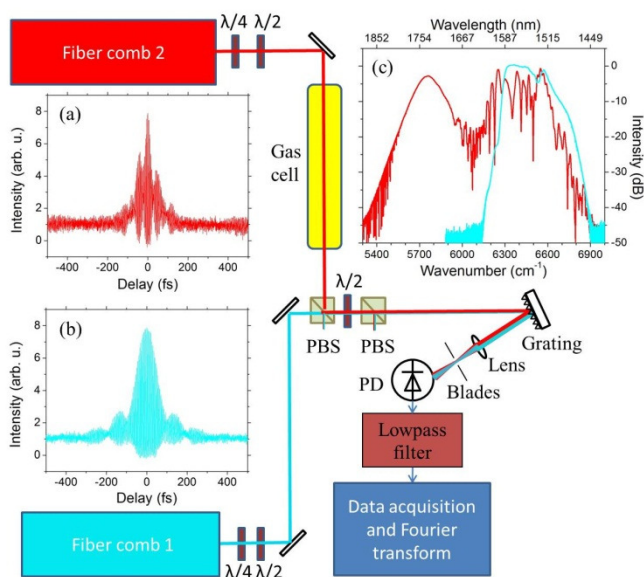 Fiber comb 2
λ/4 λ/2
Wavelength (nm)
1852 1754 1667 1587 1515 1449
(a)
Intensity (arb. u.)
8
6
4
2
0
-400 -200 0 200 400
Delay (fs)
Gas
cell
(c)
0
-10
-20
-30
-40
-50
Intensity (dB)
5400 5700 6000 6300 6600 6900
Wavenumber (cm⁻¹)
λ/2
PBS PBS
Grating
Lens
Blades
PD
(b)
Intensity (arb. u.)
8
6
4
2
0
-400 -200 0 200 400
Delay (fs)
Lowpass
filter
Data acquisition
and Fourier
transform
Fiber comb 1
λ/4 λ/2